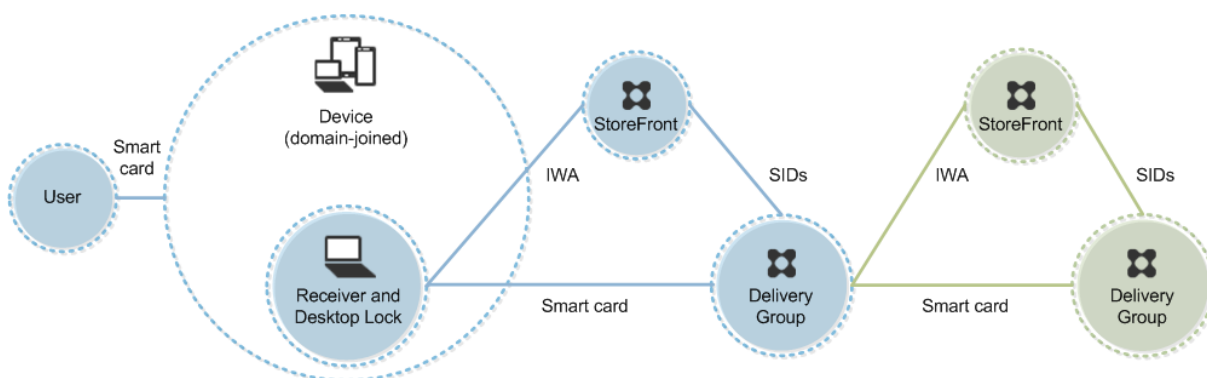 User
Smart
card
Device
(domain-joined)
Receiver and
Desktop Lock
IWA
StoreFront
SIDs
Smart card
Delivery
Group
IWA
StoreFront
SIDs
Smart card
Delivery
Group